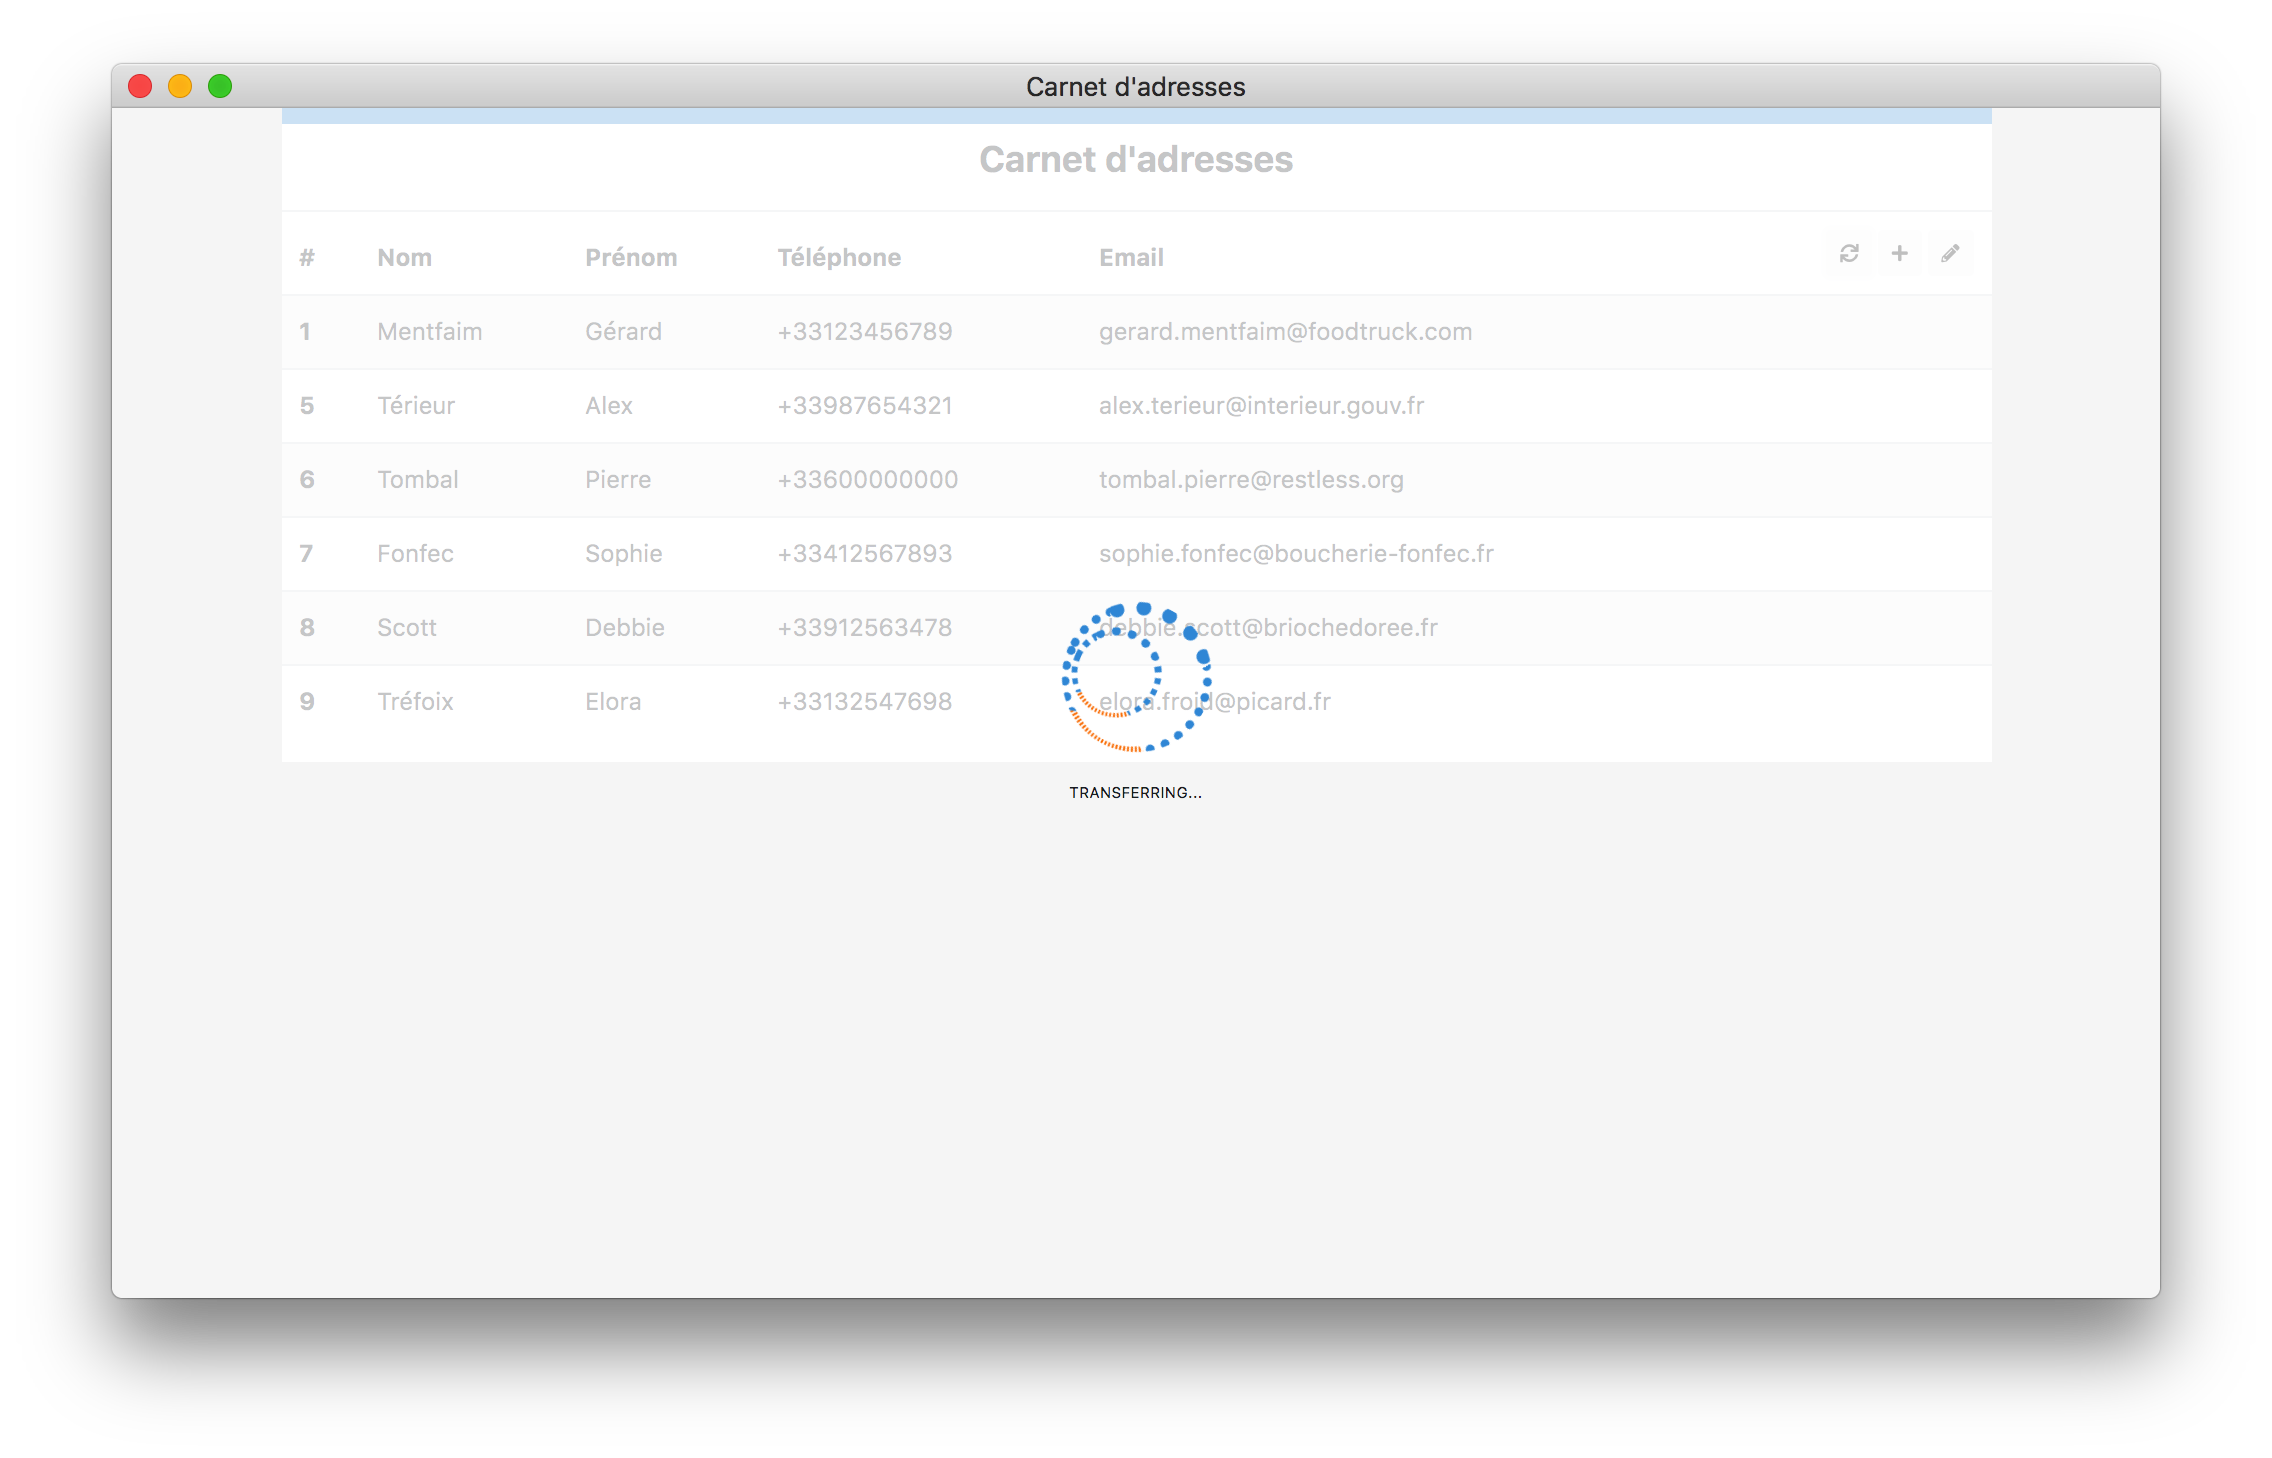 Carnet d'adresses
Carnet d'adresses
# Nom Prénom Téléphone Email
1 Mentfaim Gérard +33123456789 gerard.mentfaim@foodtruck.com
5 Térieur Alex +33987654321 alex.terieur@interieur.gouv.fr
6 Tombal Pierre +33600000000 tombal.pierre@restless.org
7 Fonfec Sophie +33412567893 sophie.fonfec@boucherie-fonfec.fr
8 Scott Debbie +33912563478 debbie.scott@briochedoree.fr
9 Tréfoix Elora +33132547698 elora.froid@picard.fr
TRANSFERRING...